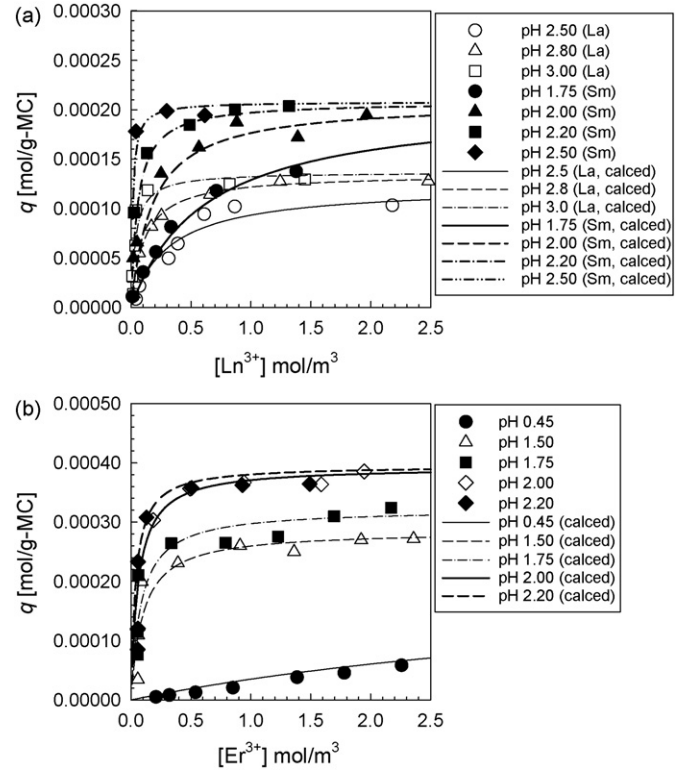 (a)
0.00030
0.00025
0.00020
0.00015
0.00010
0.00005
0.00000
q [mol/g-MC]
0.0 0.5 1.0 1.5 2.0 2.5
[Ln³⁺] mol/m³
pH 2.50 (La)
pH 2.80 (La)
pH 3.00 (La)
pH 1.75 (Sm)
pH 2.00 (Sm)
pH 2.20 (Sm)
pH 2.50 (Sm)
pH 2.5 (La, calced)
pH 2.8 (La, calced)
pH 3.0 (La, calced)
pH 1.75 (Sm, calced)
pH 2.00 (Sm, calced)
pH 2.20 (Sm, calced)
pH 2.50 (Sm, calced)
(b)
0.00050
0.00040
0.00030
0.00020
0.00010
0.00000
q [mol/g-MC]
0.0 0.5 1.0 1.5 2.0 2.5
[Er³⁺] mol/m³
pH 0.45
pH 1.50
pH 1.75
pH 2.00
pH 2.20
pH 0.45 (calced)
pH 1.50 (calced)
pH 1.75 (calced)
pH 2.00 (calced)
pH 2.20 (calced)